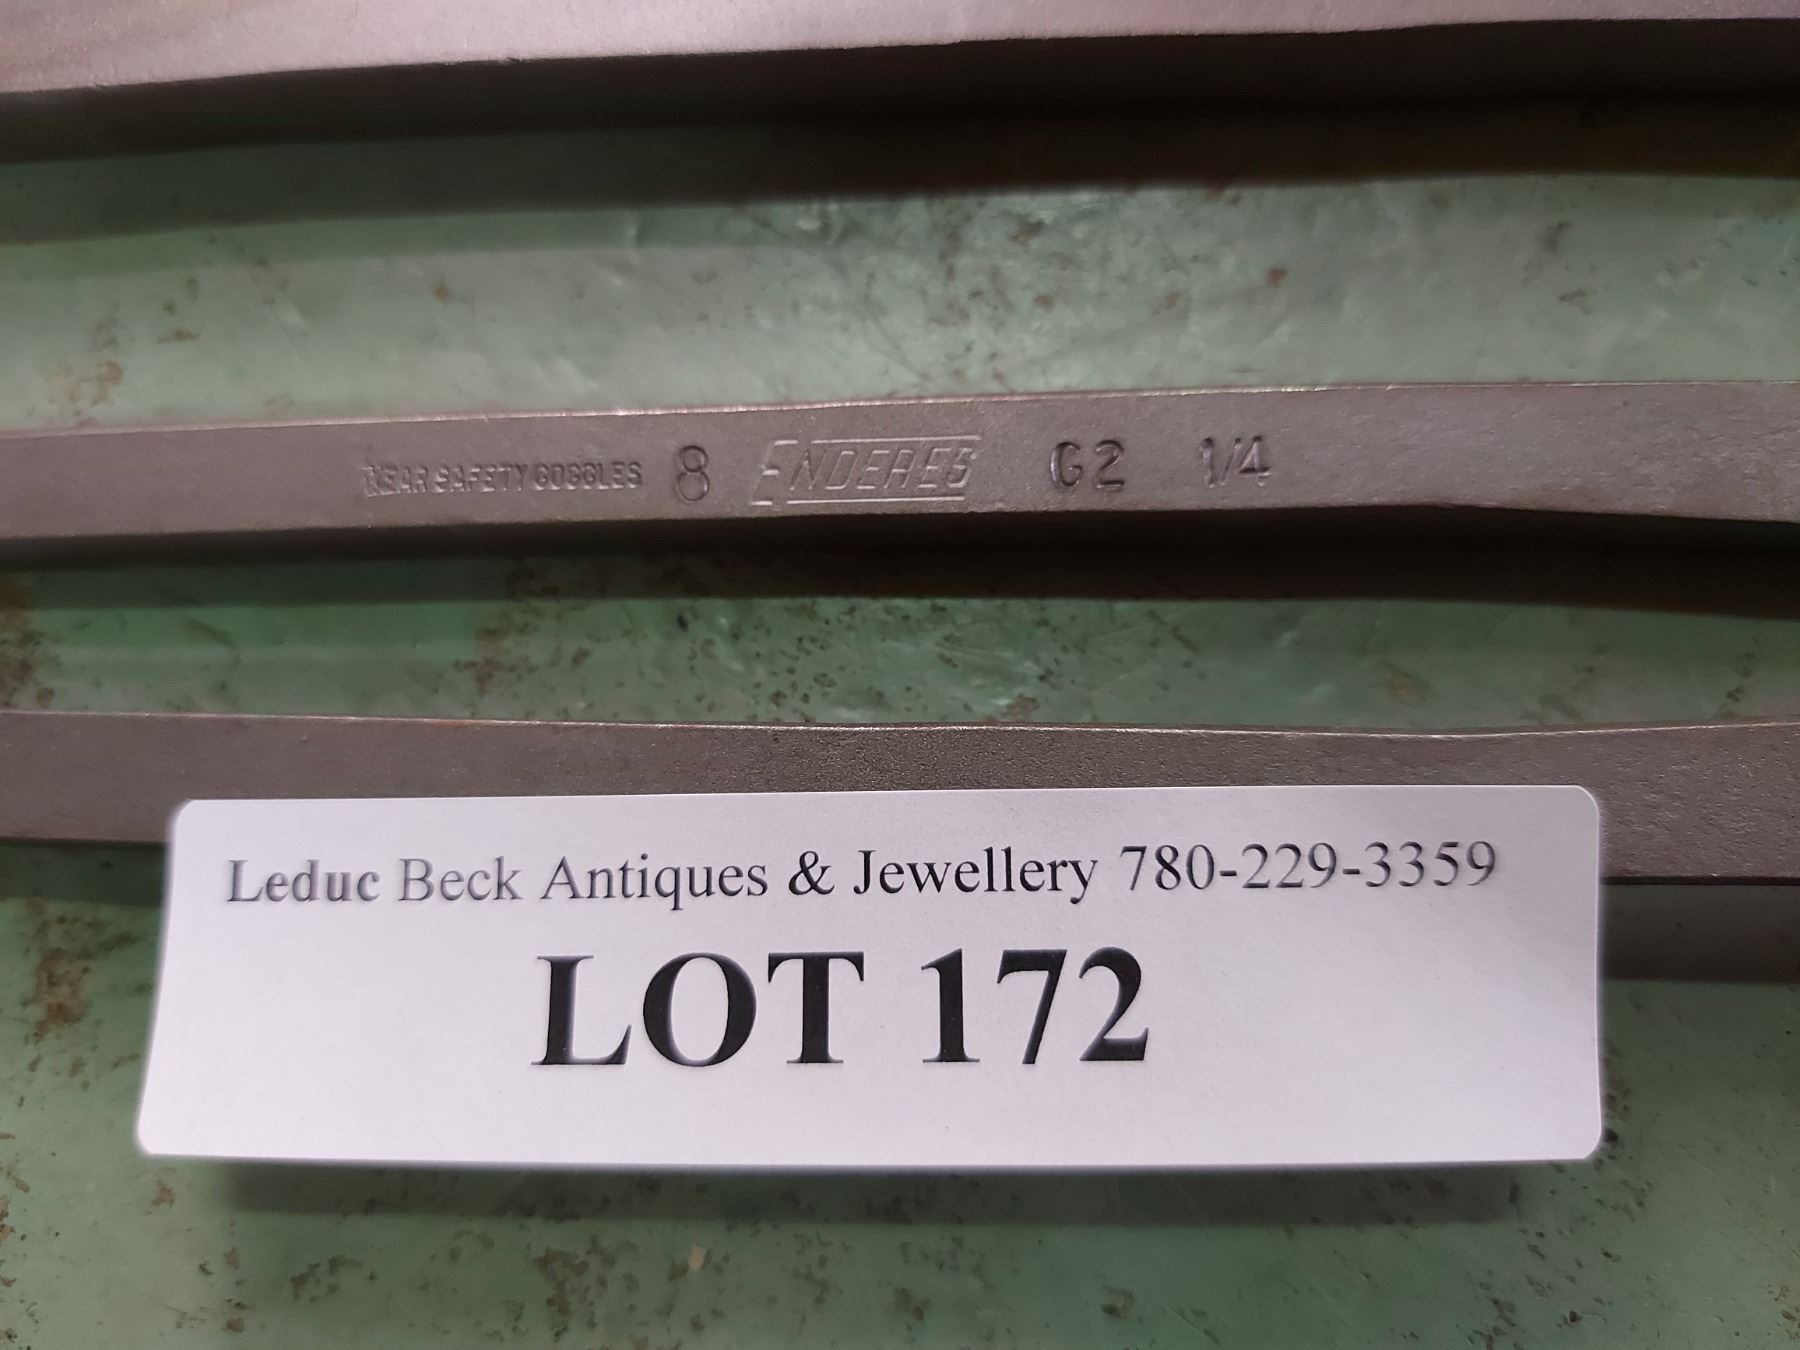 WEAR SAFETY GOGGLES 8 ENDERES G2 1/4
Leduc Beck Antiques & Jewellery 780-229-3359
LOT 172